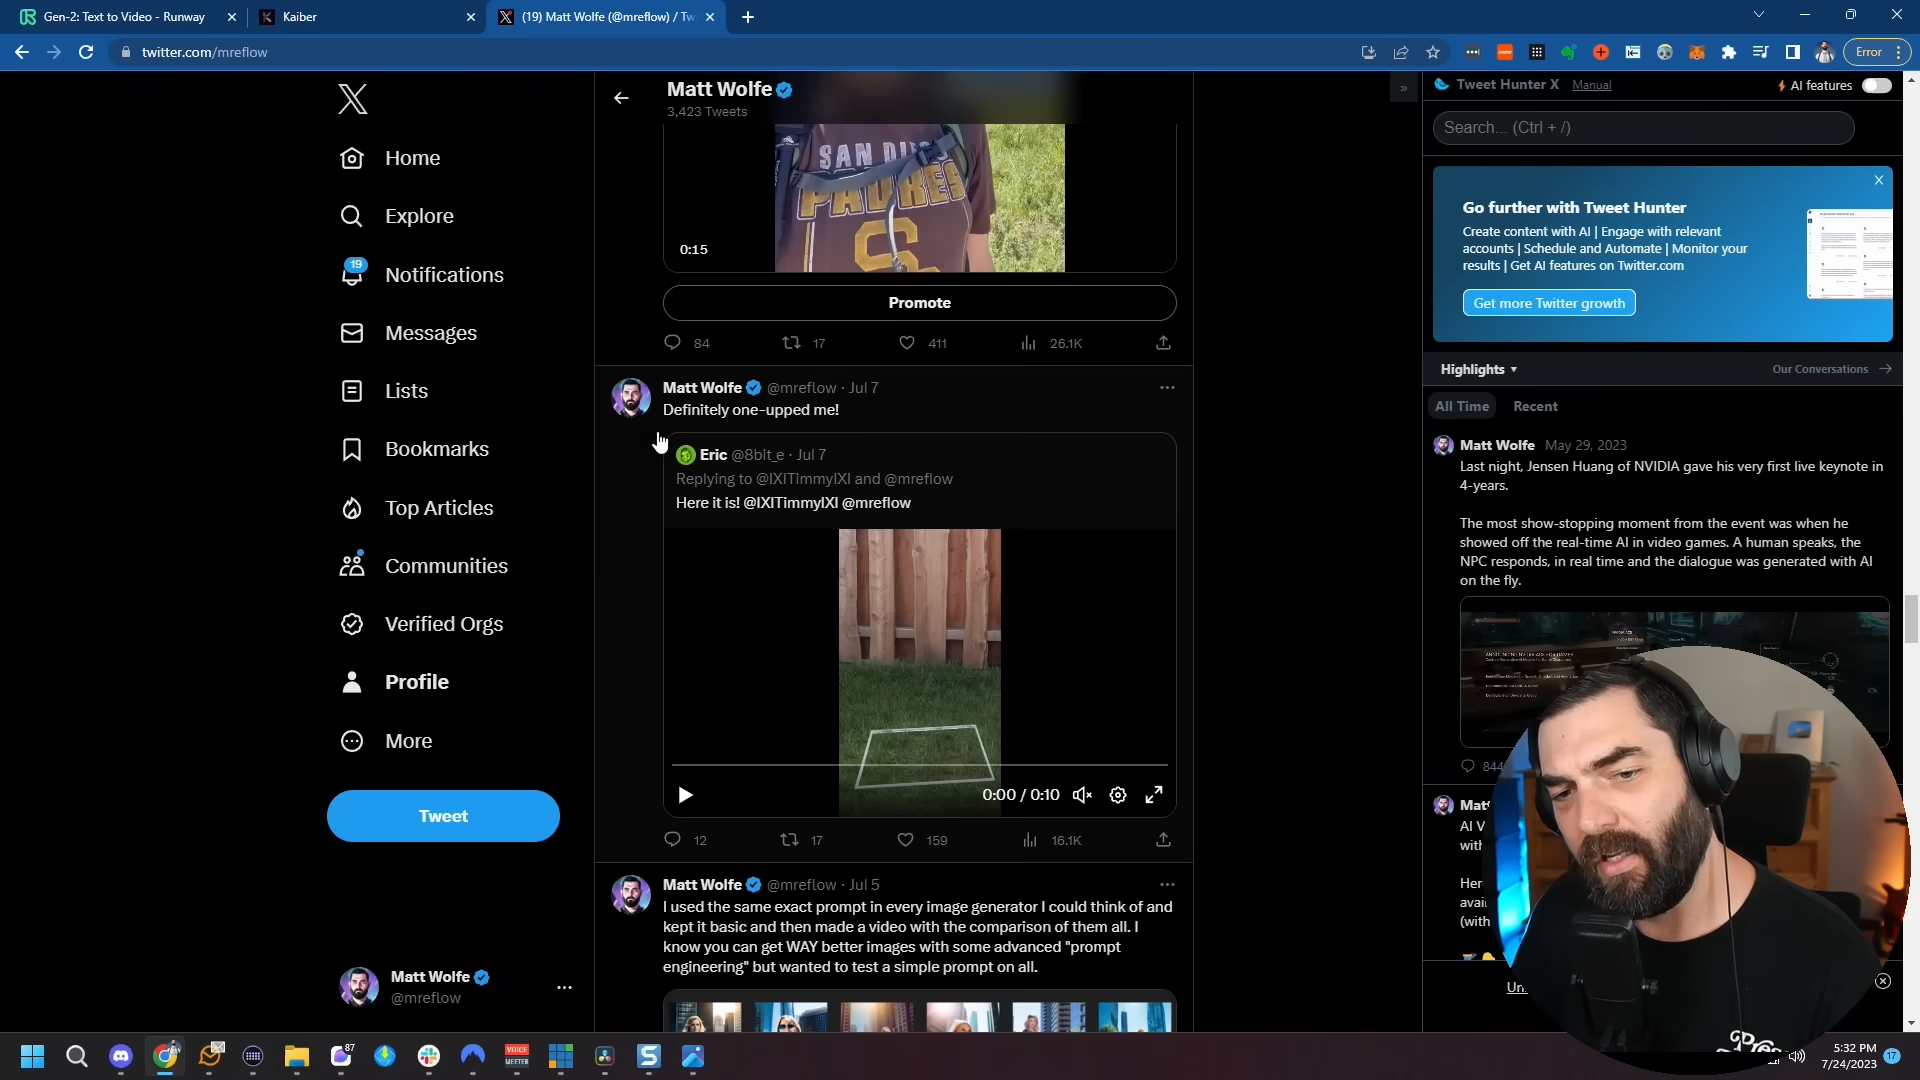 Gen-2: Text to Video - Runway
Kaiber
(19) Matt Wolfe (@mreflow) / Tw
twitter.com/mreflow
Error
Home
Explore
19
Notifications
Messages
Lists
Bookmarks
Top Articles
Communities
Verified Orgs
Profile
More
Tweet
Matt Wolfe
@mreflow
Matt Wolfe
3,423 Tweets
SAN DIEGO
PADRES
S
0:15
Promote
84
17
411
26.1K
Matt Wolfe @mreflow · Jul 7
Definitely one-upped me!
Eric @8bit_e · Jul 7
Replying to @IXITimmyIXI and @mreflow
Here it is! @IXITimmyIXI @mreflow
0:00 / 0:10
12
17
159
16.1K
Matt Wolfe @mreflow · Jul 5
I used the same exact prompt in every image generator I could think of and
kept it basic and then made a video with the comparison of them all. I
know you can get WAY better images with some advanced "prompt
engineering" but wanted to test a simple prompt on all.
»
Tweet Hunter X Manual
AI features
Search... (Ctrl + /)
Go further with Tweet Hunter
Create content with AI | Engage with relevant
accounts | Schedule and Automate | Monitor your
results | Get AI features on Twitter.com
Get more Twitter growth
Highlights
Our Conversations
All Time
Recent
Matt Wolfe May 29, 2023
Last night, Jensen Huang of NVIDIA gave his very first live keynote in
4-years.
The most show-stopping moment from the event was when he
showed off the real-time AI in video games. A human speaks, the
NPC responds, in real time and the dialogue was generated with AI
on the fly.
844
Mat
AI V
with
Her
avai
(with
Un
87
VOICE
MEETER
S
5:32 PM
7/24/2023
17